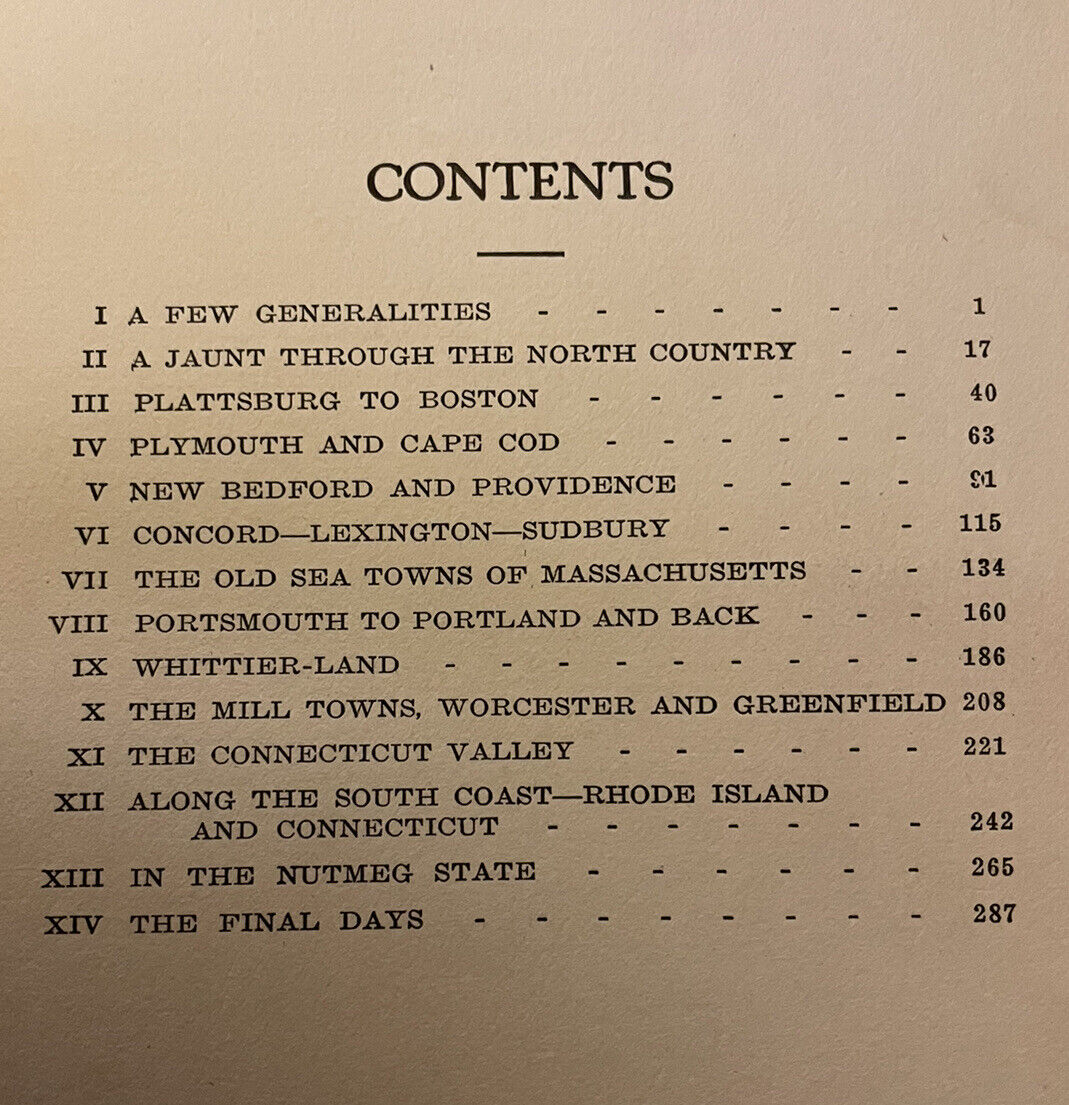 CONTENTS
I A FEW GENERALITIES - - - - - - - 1
II A JAUNT THROUGH THE NORTH COUNTRY - - 17
III PLATTSBURG TO BOSTON - - - - - - 40
IV PLYMOUTH AND CAPE COD - - - - - - 63
V NEW BEDFORD AND PROVIDENCE - - - - 91
VI CONCORD—LEXINGTON—SUDBURY - - - - 115
VII THE OLD SEA TOWNS OF MASSACHUSETTS - - 134
VIII PORTSMOUTH TO PORTLAND AND BACK - - - 160
IX WHITTIER-LAND - - - - - - - - - 186
X THE MILL TOWNS, WORCESTER AND GREENFIELD 208
XI THE CONNECTICUT VALLEY - - - - - - 221
XII ALONG THE SOUTH COAST—RHODE ISLAND
AND CONNECTICUT - - - - - - - 242
XIII IN THE NUTMEG STATE - - - - - - 265
XIV THE FINAL DAYS - - - - - - - - 287